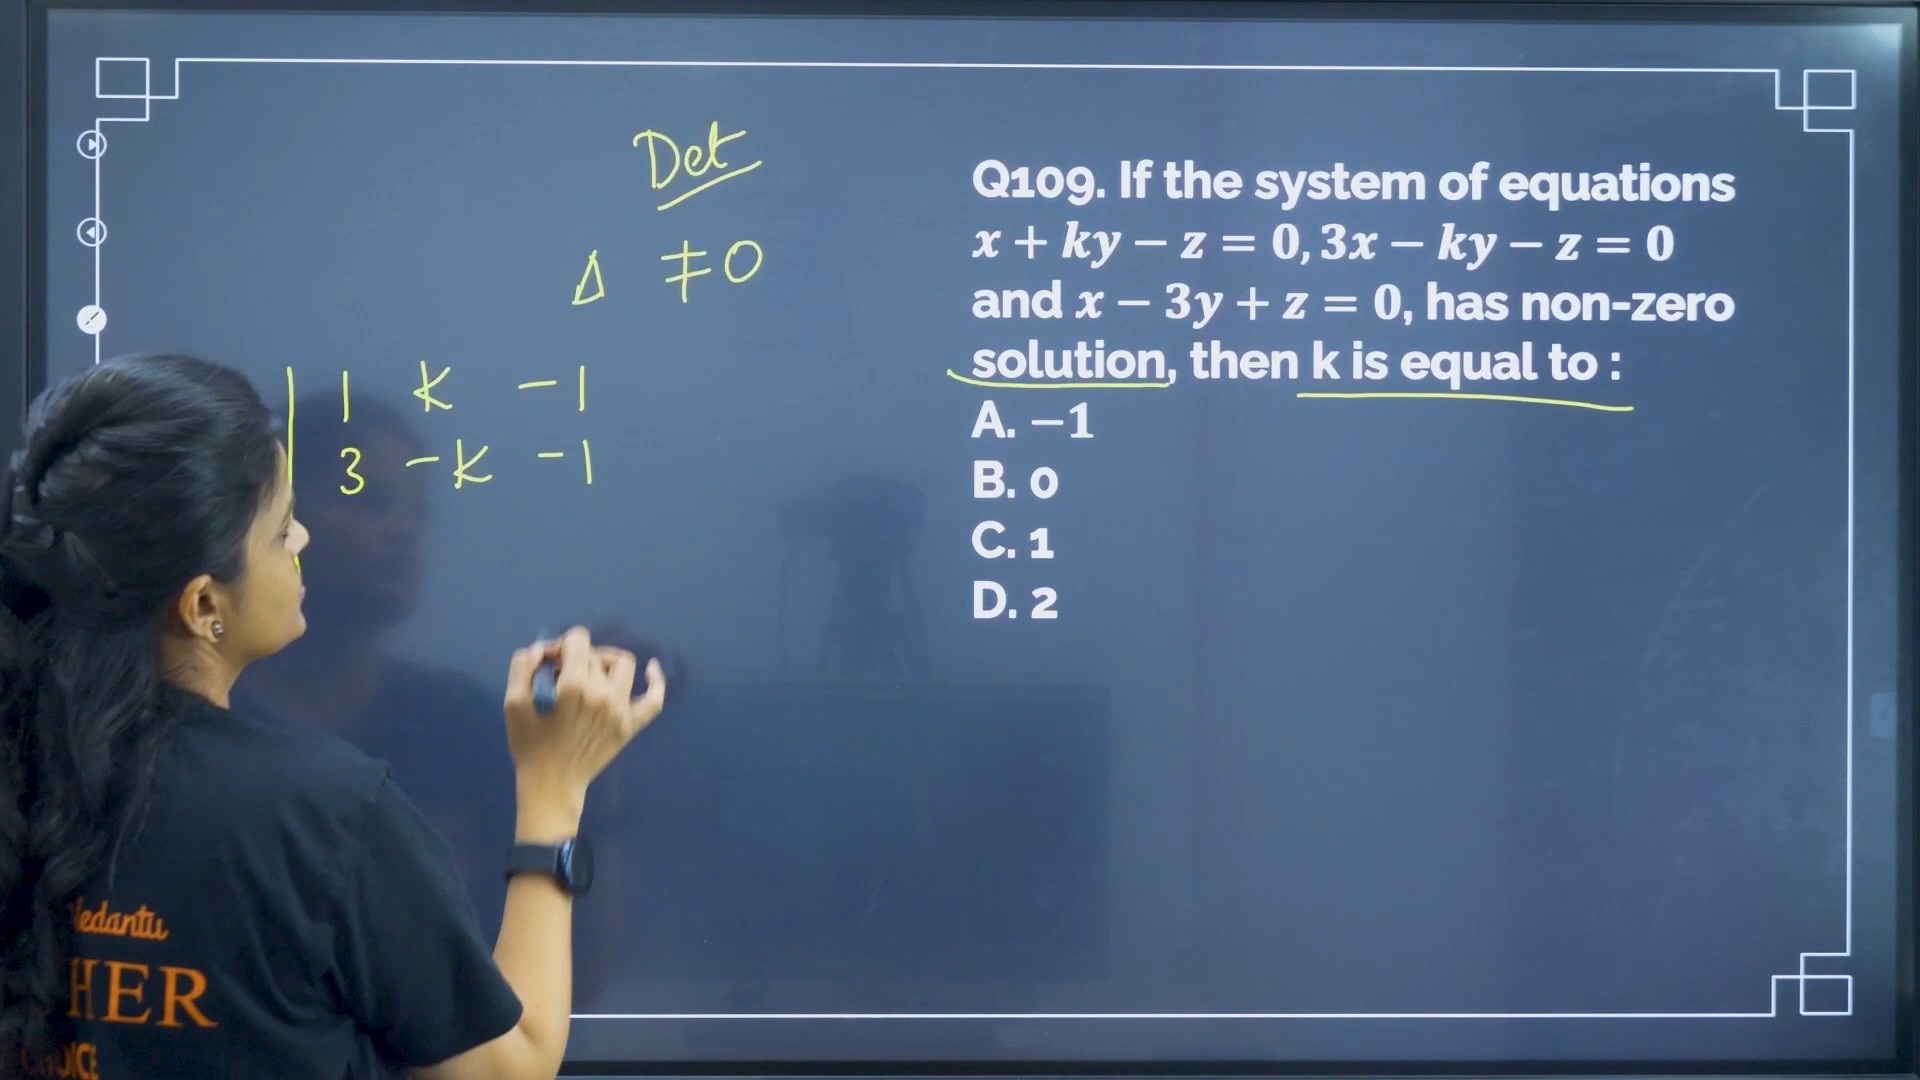 Det
Δ ≠0
1 K -1
3 -K -1
Q109. If the system of equations
x + ky − z = 0, 3x − ky − z = 0
and x − 3y + z = 0, has non-zero
solution, then k is equal to :
A. −1
B. 0
C. 1
D. 2
HER